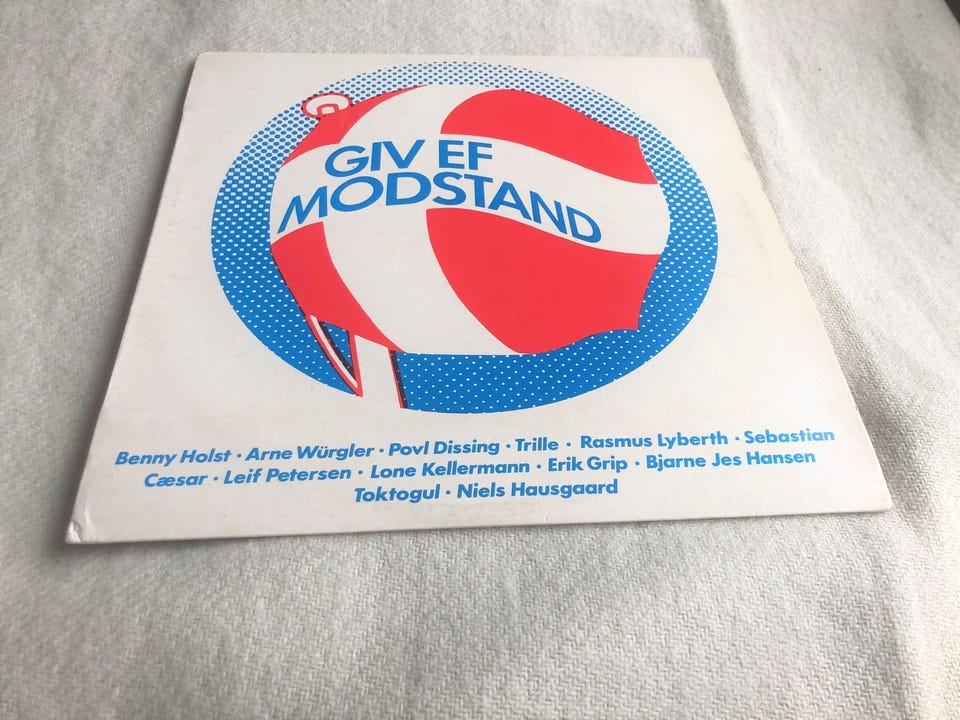 GIV EF
MODSTAND
Benny Holst · Arne Würgler · Povl Dissing · Trille · Rasmus Lyberth · Sebastian
Cæsar · Leif Petersen · Lone Kellermann · Erik Grip · Bjarne Jes Hansen
Toktogul · Niels Hausgaard